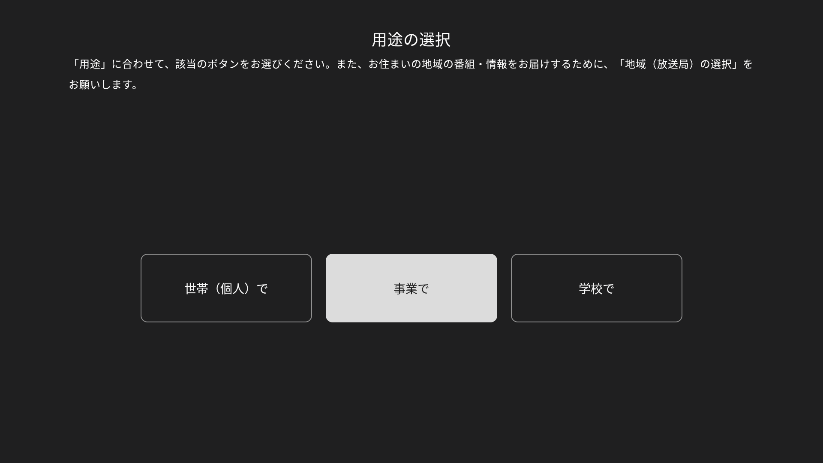 用途の選択
「用途」に合わせて、該当のボタンをお選びください。また、お住まいの地域の番組・情報をお届けするために、「地域（放送局）の選択」を
お願いします。
世帯（個人）で
事業で
学校で